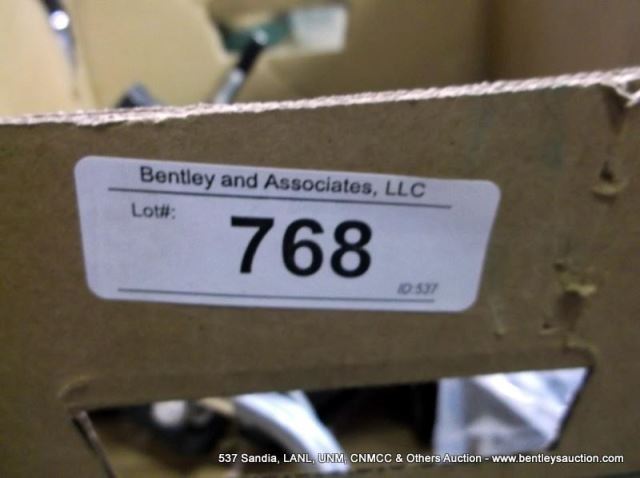 Bentley and Associates, LLC
Lot#:
768
ID:537
537 Sandia, LANL, UNM, CNMCC & Others Auction - www.bentleysauction.com